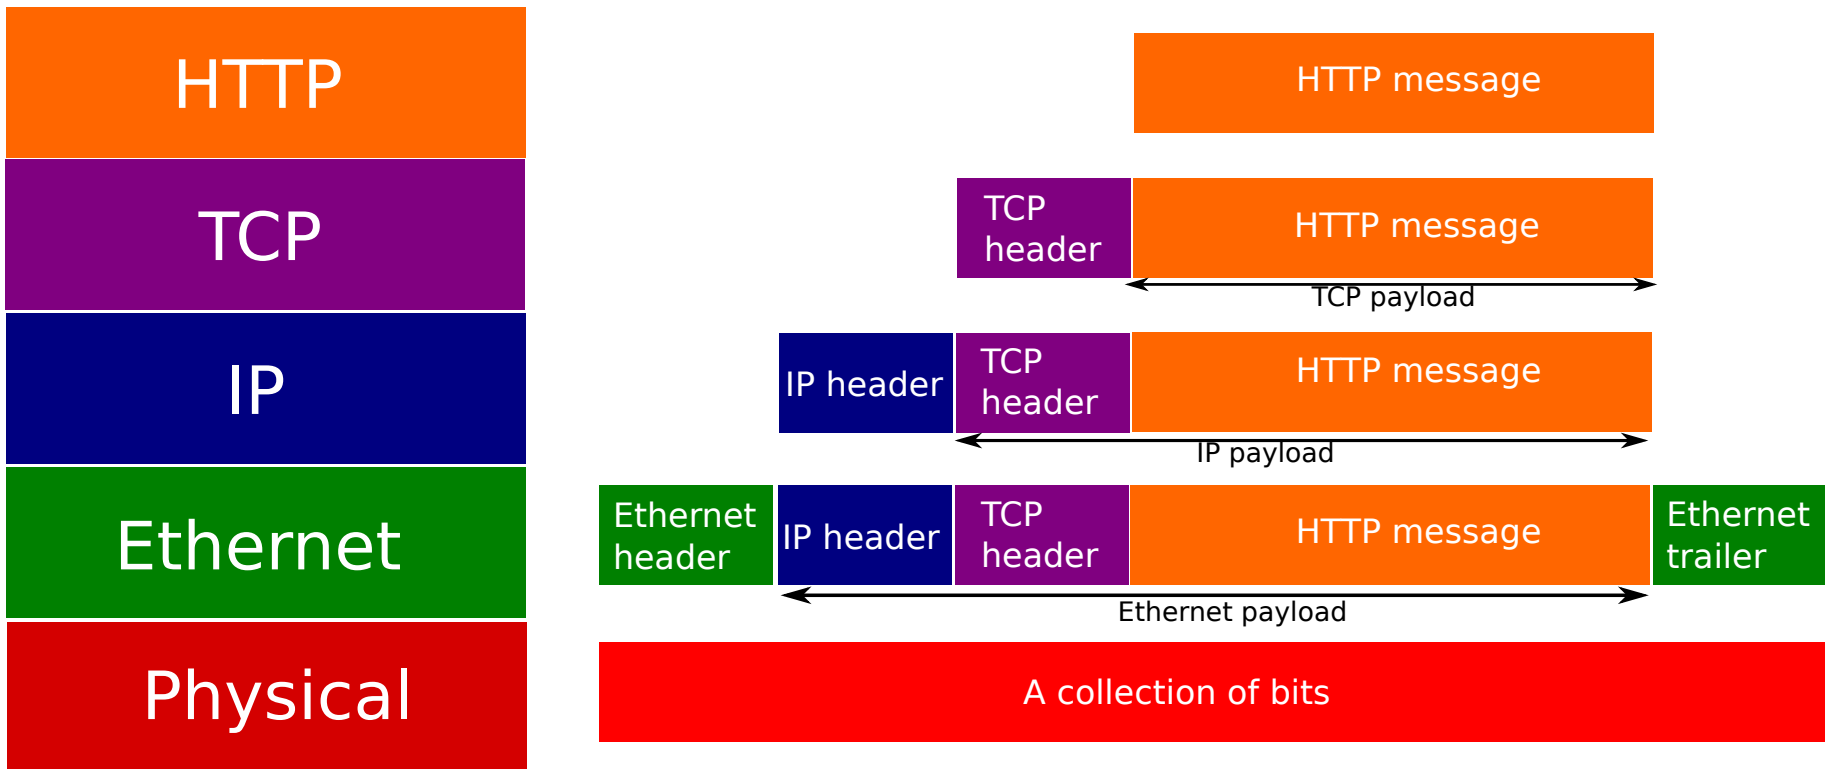 HTTP
HTTP message
TCP
TCP
header
HTTP message
TCP payload
IP
IP header
TCP
header
HTTP message
IP payload
Ethernet
Ethernet
header
IP header
TCP
header
HTTP message
Ethernet
trailer
Ethernet payload
Physical
A collection of bits